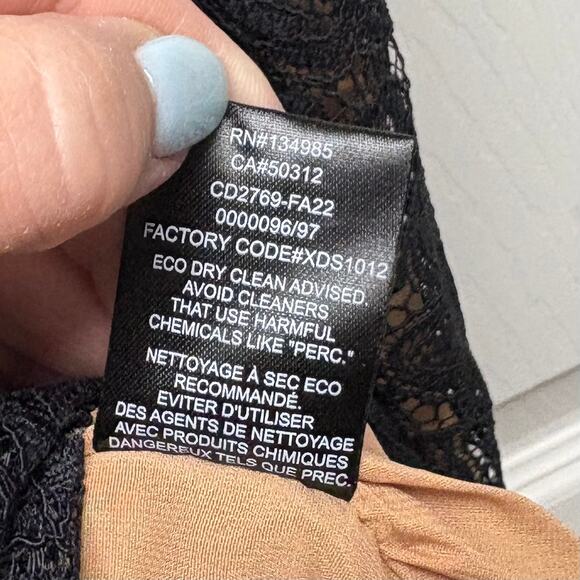 RN#134985
CA#50312
CD2769-FA22
0000096/97
FACTORY CODE#XDS1012
ECO DRY CLEAN ADVISED.
AVOID CLEANERS
THAT USE HARMFUL
CHEMICALS LIKE "PERC."
NETTOYAGE À SEC ECO
RECOMMANDÉ.
EVITER D'UTILISER
DES AGENTS DE NETTOYAGE
AVEC PRODUITS CHIMIQUES
DANGEREUX TELS QUE PREC.